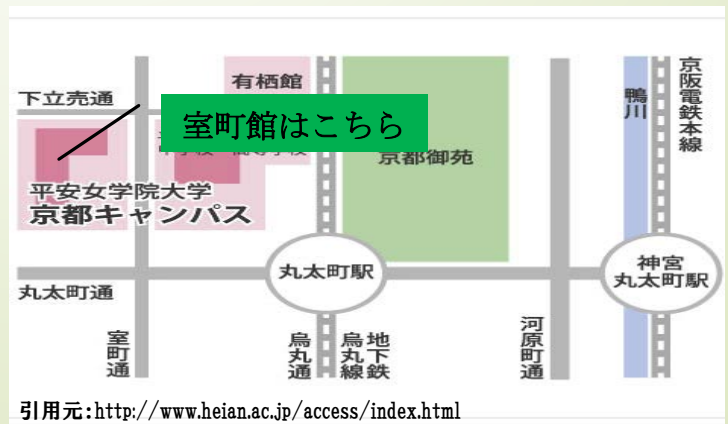 有栖館
下立売通
室町館はこちら
京都御苑
鴨川
京阪電鉄本線
平安女学院大学
京都キャンパス
丸太町駅
神宮
丸太町駅
丸太町通
室町通
烏丸通
地下鉄
烏丸線
河原町通
引用元:http://www.heian.ac.jp/access/index.html